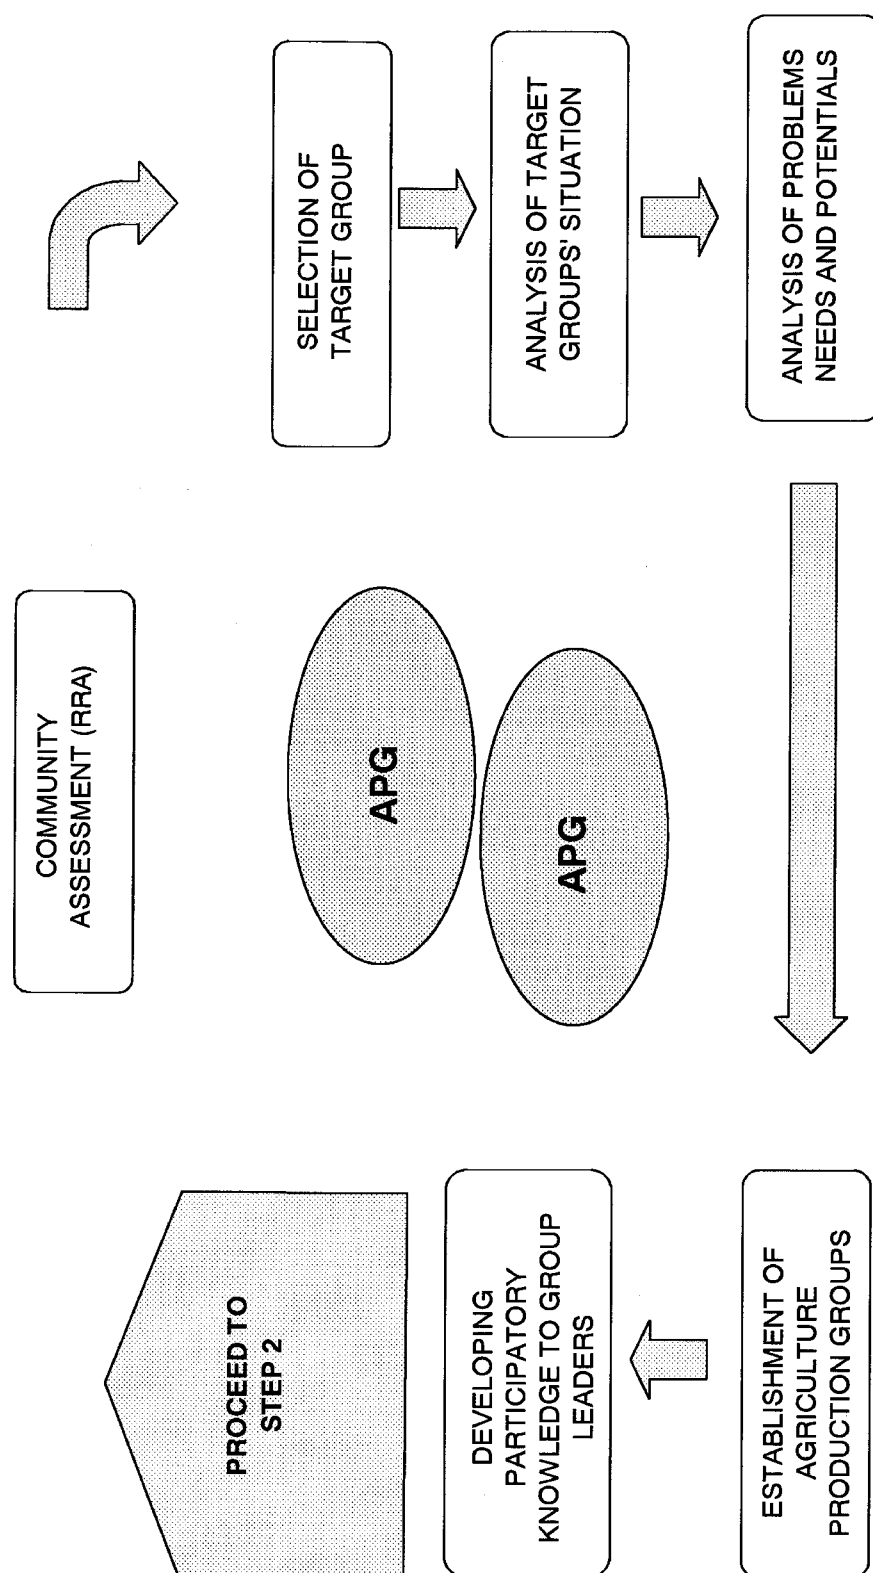 COMMUNITY
ASSESSMENT (RRA)
SELECTION OF
TARGET GROUP
ANALYSIS OF TARGET
GROUPS' SITUATION
ANALYSIS OF PROBLEMS
NEEDS AND POTENTIALS
ESTABLISHMENT OF
AGRICULTURE
PRODUCTION GROUPS
DEVELOPING
PARTICIPATORY
KNOWLEDGE TO GROUP
LEADERS
PROCEED TO
STEP 2
APG
APG